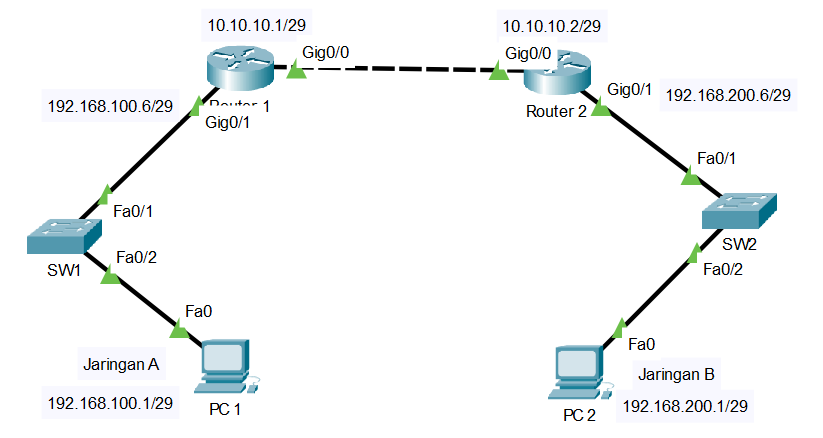 10.10.10.1/29
10.10.10.2/29
Gig0/0
Gig0/0
192.168.100.6/29
Router 1
Gig0/1
Router 2
Gig0/1
192.168.200.6/29
Fa0/1
Fa0/1
SW1
Fa0/2
SW2
Fa0/2
Fa0
Fa0
Jaringan A
Jaringan B
192.168.100.1/29
PC 1
PC 2
192.168.200.1/29